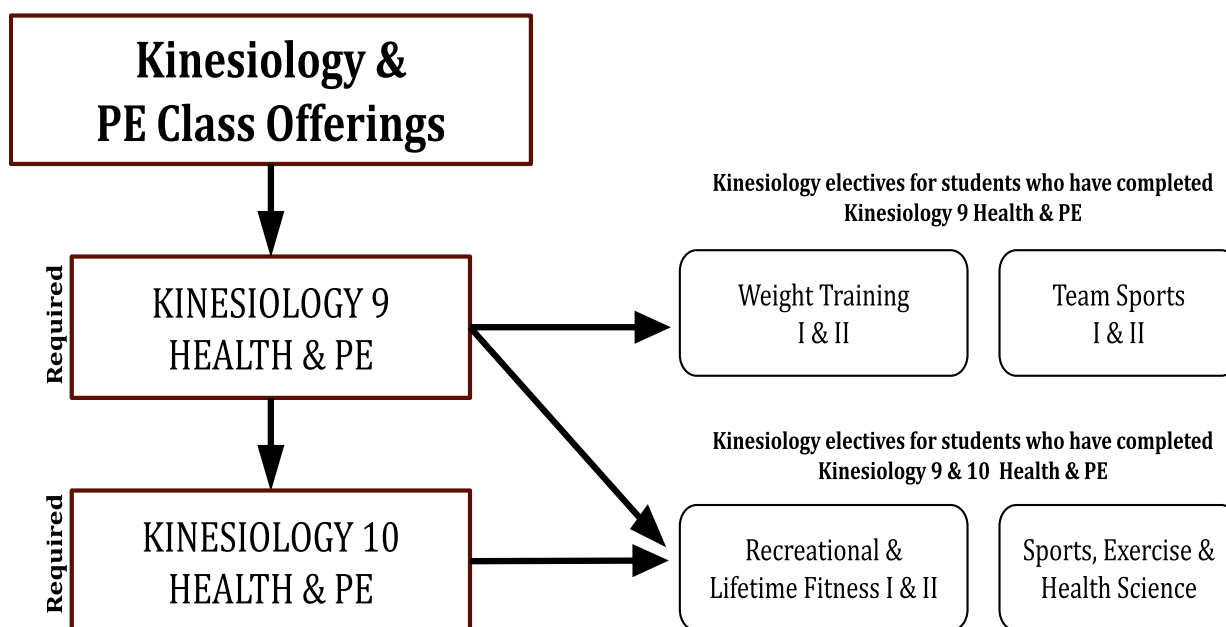 Kinesiology &
PE Class Offerings
Kinesiology electives for students who have completed
Kinesiology 9 Health & PE
Required
KINESIOLOGY 9
HEALTH & PE
Weight Training
I & II
Team Sports
I & II
Kinesiology electives for students who have completed
Kinesiology 9 & 10 Health & PE
Required
KINESIOLOGY 10
HEALTH & PE
Recreational &
Lifetime Fitness I & II
Sports, Exercise &
Health Science